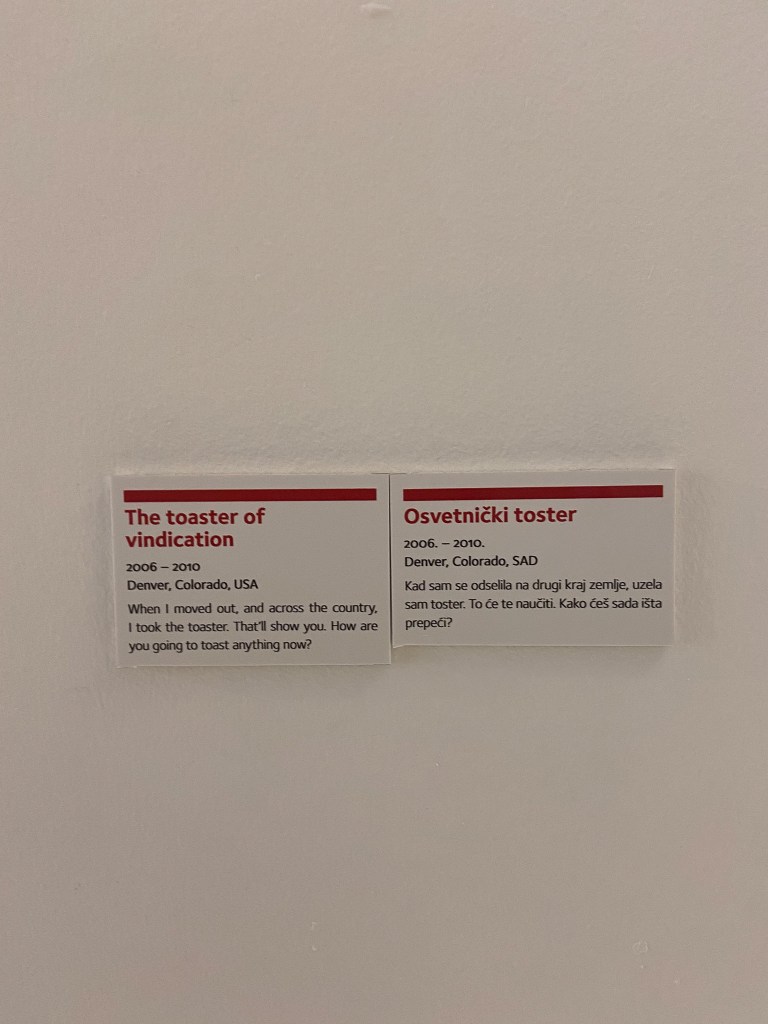 The toaster of
vindication
2006 – 2010
Denver, Colorado, USA
When I moved out, and across the country,
I took the toaster. That'll show you. How are
you going to toast anything now?
Osvetnički toster
2006. – 2010.
Denver, Colorado, SAD
Kad sam se odselila na drugi kraj zemlje, uzela
sam toster. To će te naučiti. Kako ćeš sada išta
prepeći?